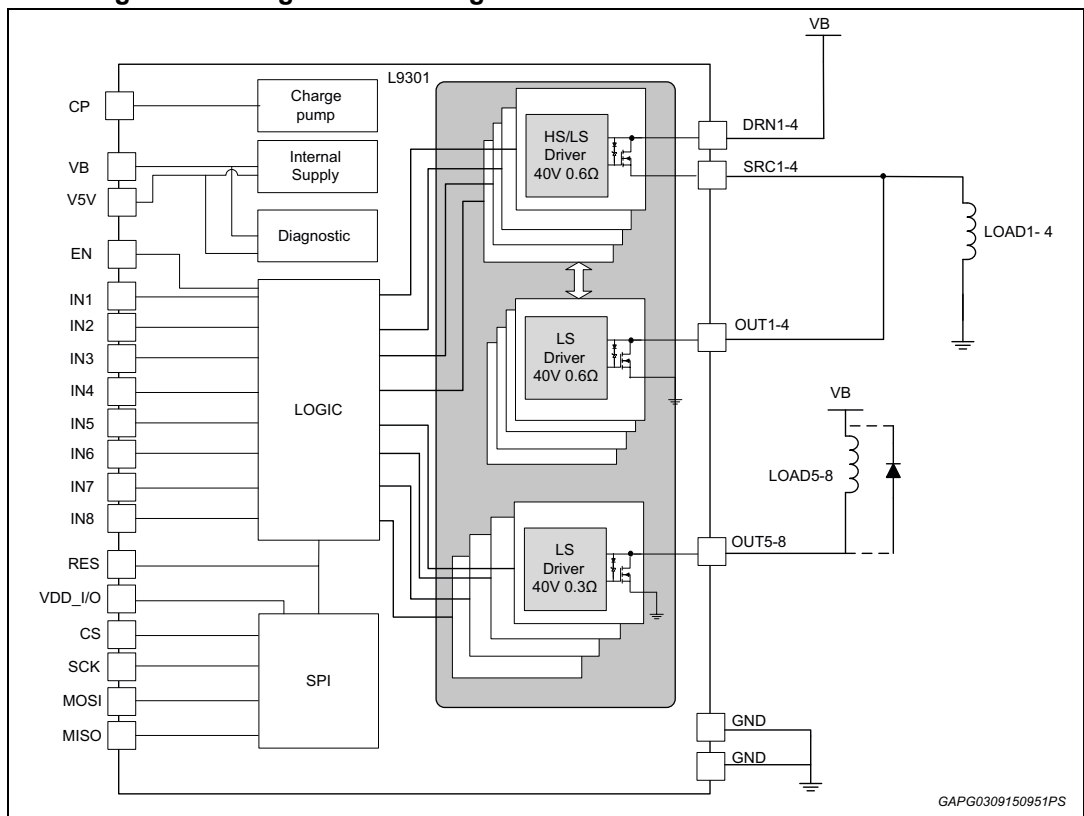 VB
L9301
CP
Charge
pump
VB
V5V
Internal
Supply
Diagnostic
EN
IN1
IN2
IN3
IN4
IN5
IN6
IN7
IN8
LOGIC
RES
VDD_I/O
CS
SCK
MOSI
MISO
SPI
HS/LS
Driver
40V 0.6Ω
LS
Driver
40V 0.6Ω
LS
Driver
40V 0.3Ω
DRN1-4
SRC1-4
LOAD1- 4
OUT1-4
VB
LOAD5-8
OUT5-8
GND
GND
GAPG0309150951PS